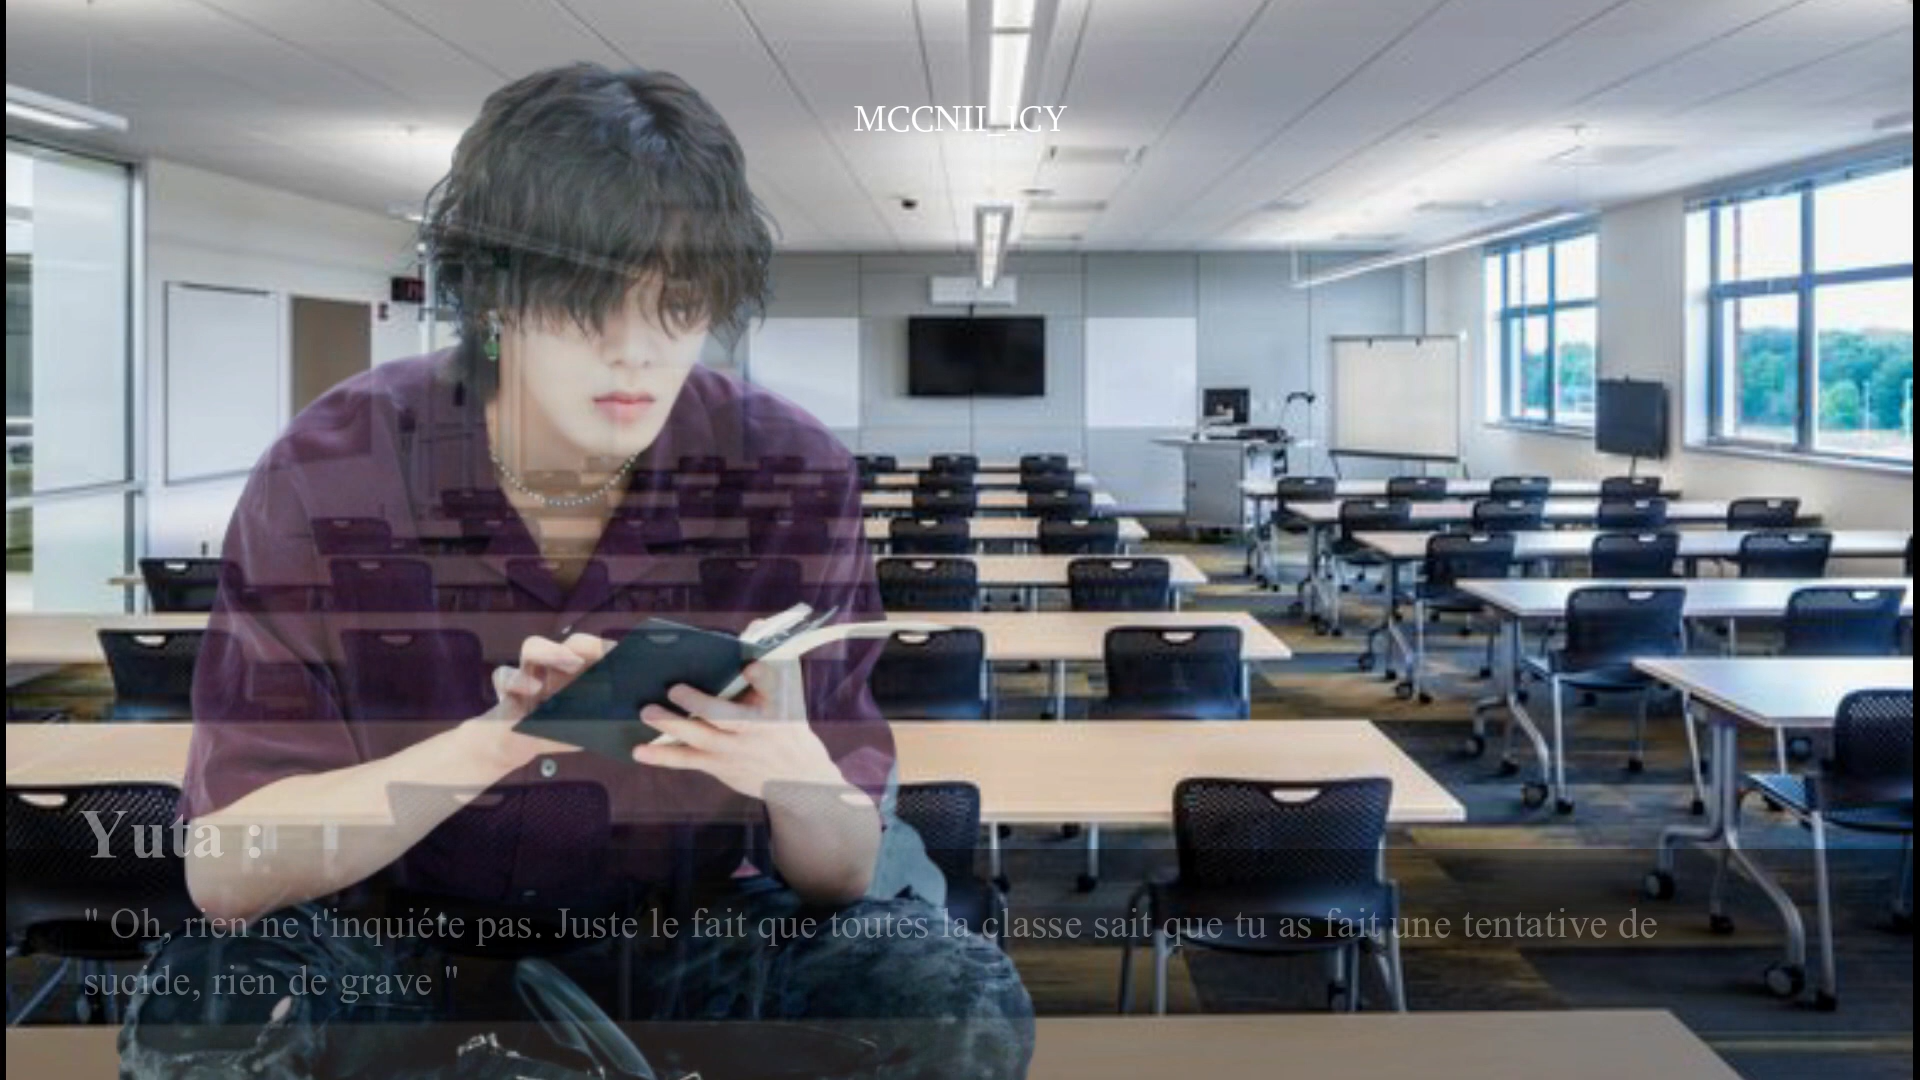 MCCNII_ICY
Yuta :
" Oh, rien ne t'inquiéte pas. Juste le fait que toutes la classe sait que tu as fait une tentative de
sucide, rien de grave "